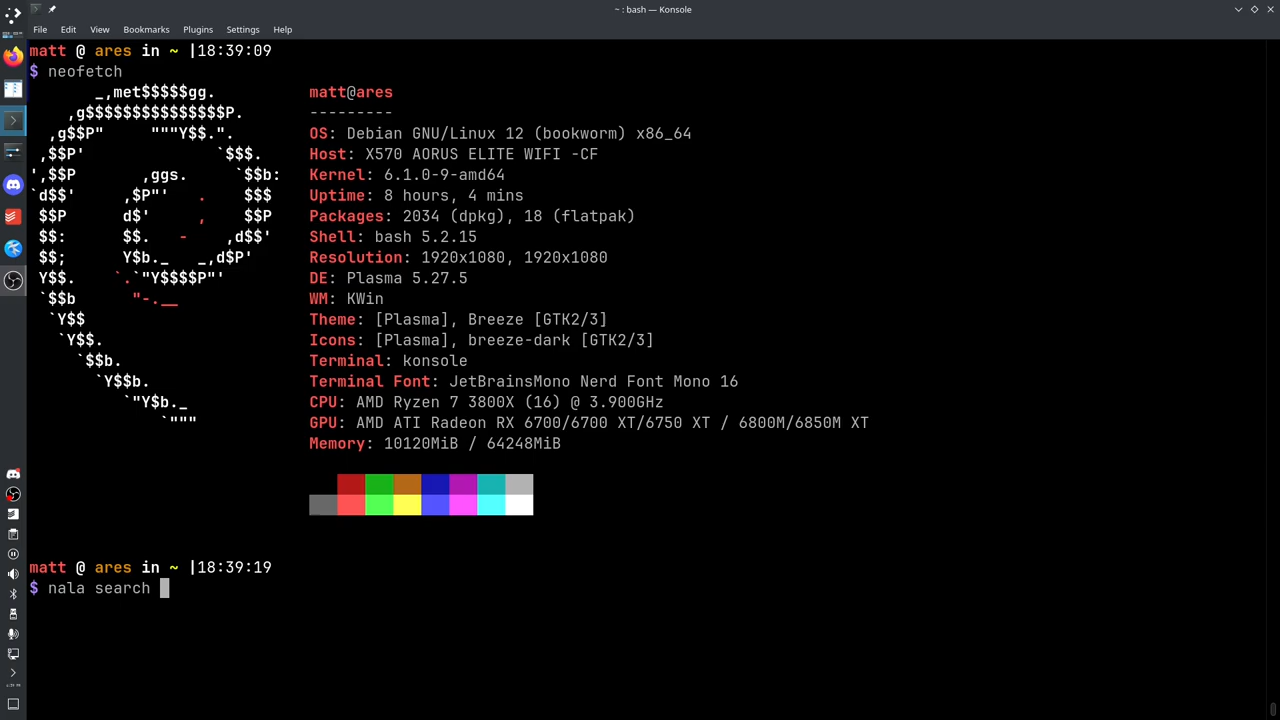 ~ : bash — Konsole
File Edit View Bookmarks Plugins Settings Help
matt @ ares in ~ |18:39:09
$ neofetch
_,met$$$$$gg.
,g$$$$$$$$$$$$$$$P.
,g$$P" """Y$$.".
,$$P' `$$$.
',$$P ,ggs. `$$b:
`d$$' ,$P"' . $$$
$$P d$' , $$P
$$: $$. - ,d$$'
$$; Y$b._ _,d$P'
Y$$. `.`"Y$$$$P"'
`$$b "-.__
`Y$$
`Y$$.
`$$b.
`Y$$b.
`"Y$b._
`"""
matt@ares
---------
OS: Debian GNU/Linux 12 (bookworm) x86_64
Host: X570 AORUS ELITE WIFI -CF
Kernel: 6.1.0-9-amd64
Uptime: 8 hours, 4 mins
Packages: 2034 (dpkg), 18 (flatpak)
Shell: bash 5.2.15
Resolution: 1920x1080, 1920x1080
DE: Plasma 5.27.5
WM: KWin
Theme: [Plasma], Breeze [GTK2/3]
Icons: [Plasma], breeze-dark [GTK2/3]
Terminal: konsole
Terminal Font: JetBrainsMono Nerd Font Mono 16
CPU: AMD Ryzen 7 3800X (16) @ 3.900GHz
GPU: AMD ATI Radeon RX 6700/6700 XT/6750 XT / 6800M/6850M XT
Memory: 10120MiB / 64248MiB
matt @ ares in ~ |18:39:19
$ nala search